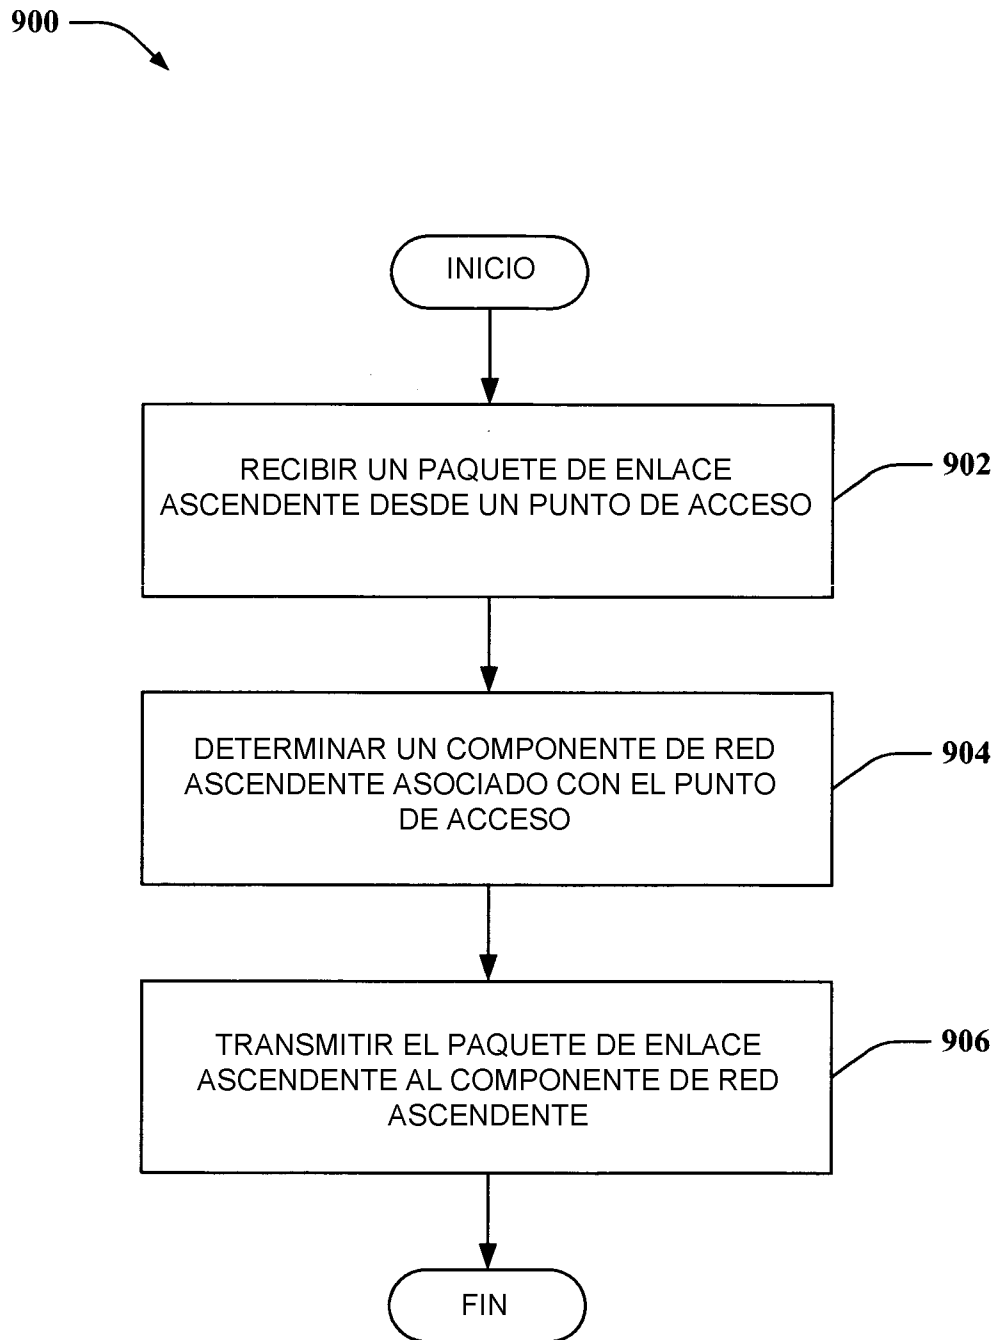 900
INICIO
RECIBIR UN PAQUETE DE ENLACE
ASCENDENTE DESDE UN PUNTO DE ACCESO
902
DETERMINAR UN COMPONENTE DE RED
ASCENDENTE ASOCIADO CON EL PUNTO
DE ACCESO
904
TRANSMITIR EL PAQUETE DE ENLACE
ASCENDENTE AL COMPONENTE DE RED
ASCENDENTE
906
FIN